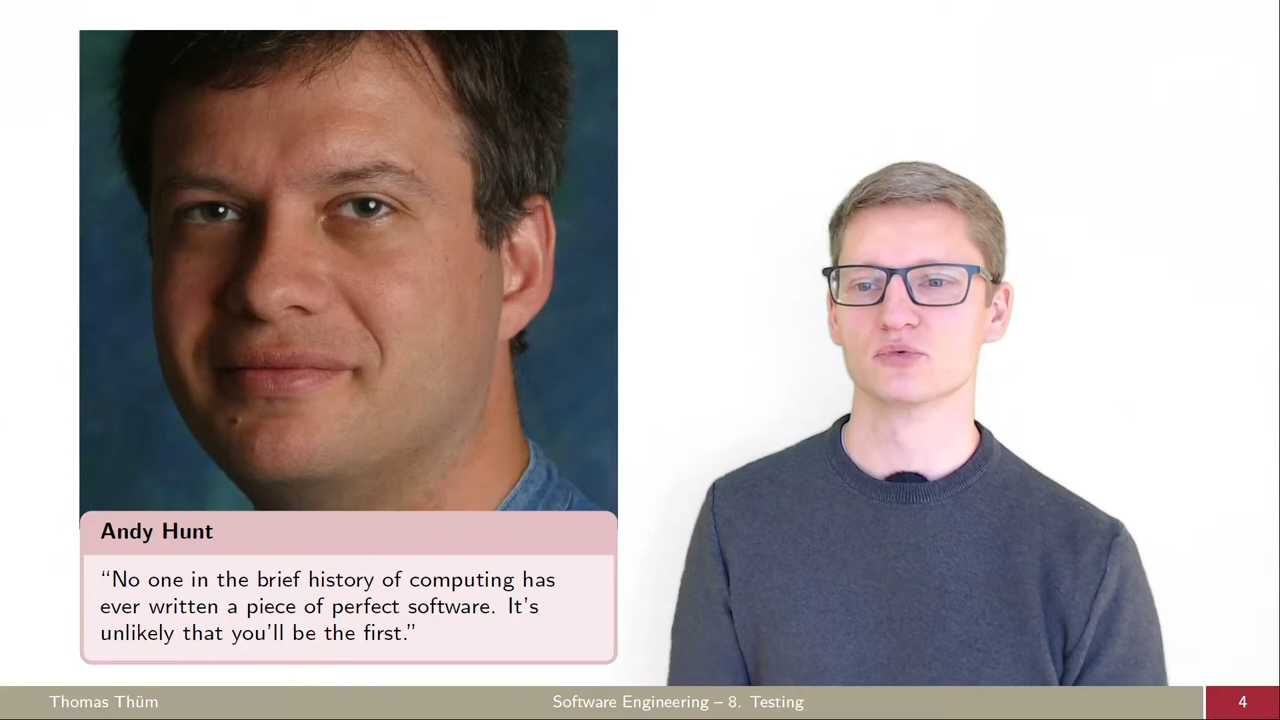 Andy Hunt
“No one in the brief history of computing has
ever written a piece of perfect software. It’s
unlikely that you’ll be the first.”
Thomas Thüm
Software Engineering – 8. Testing
4